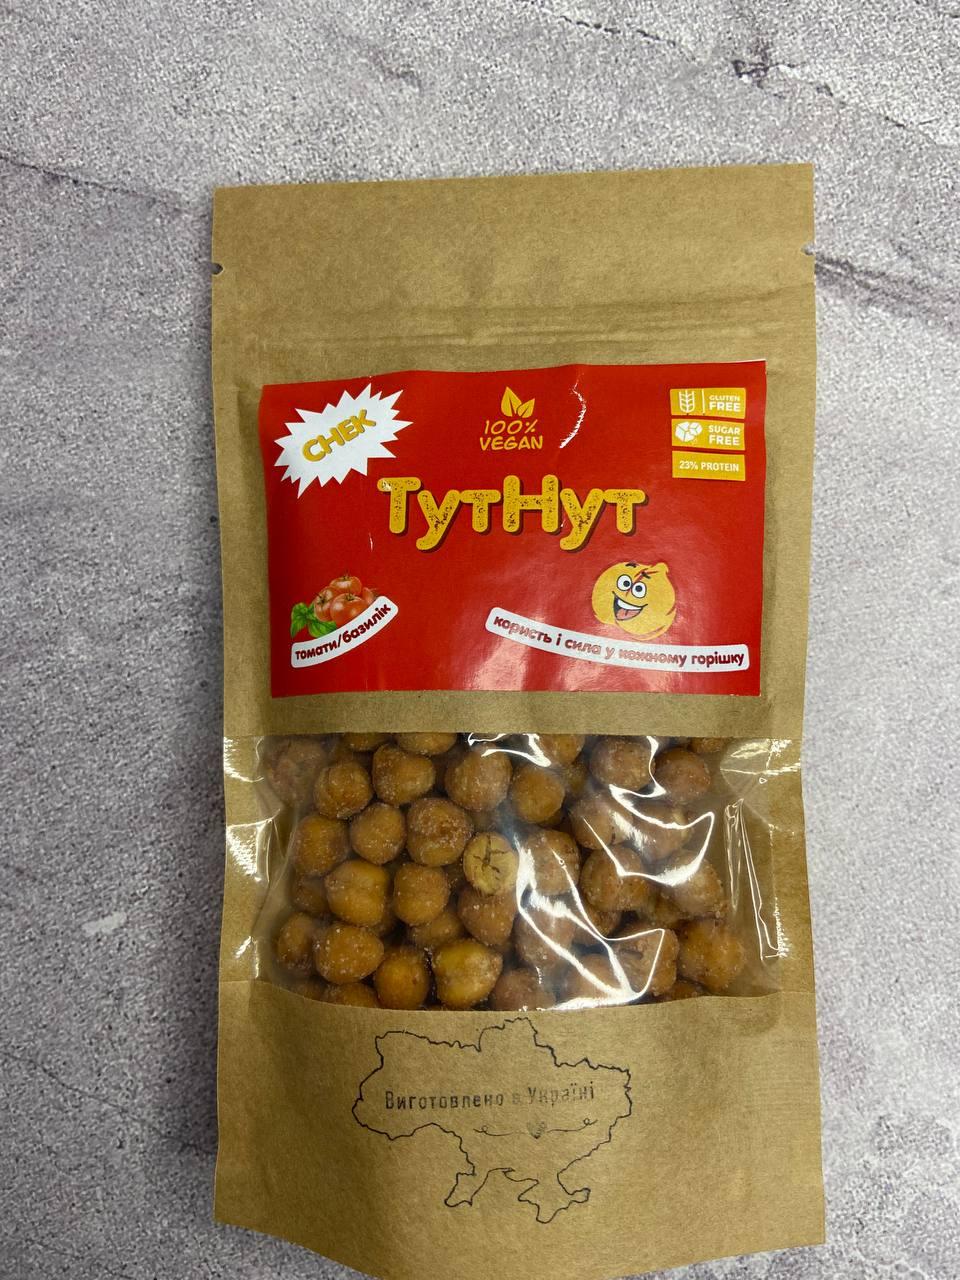 СНЕК
100%
VEGAN
GLUTEN
FREE
SUGAR
FREE
23% PROTEIN
ТутНут
томати/базилік
користь і сила у кожному горішку
Виготовлено в Україні